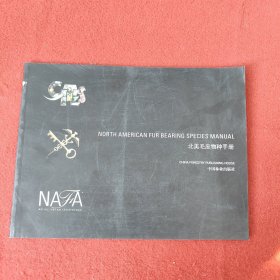 NORTH AMERICAN FUR BEARING SPECIES MANUAL
北美毛皮物种手册
CHINA FORESTRY PUBLISHING HOUSE
中国林业出版社
NAFA